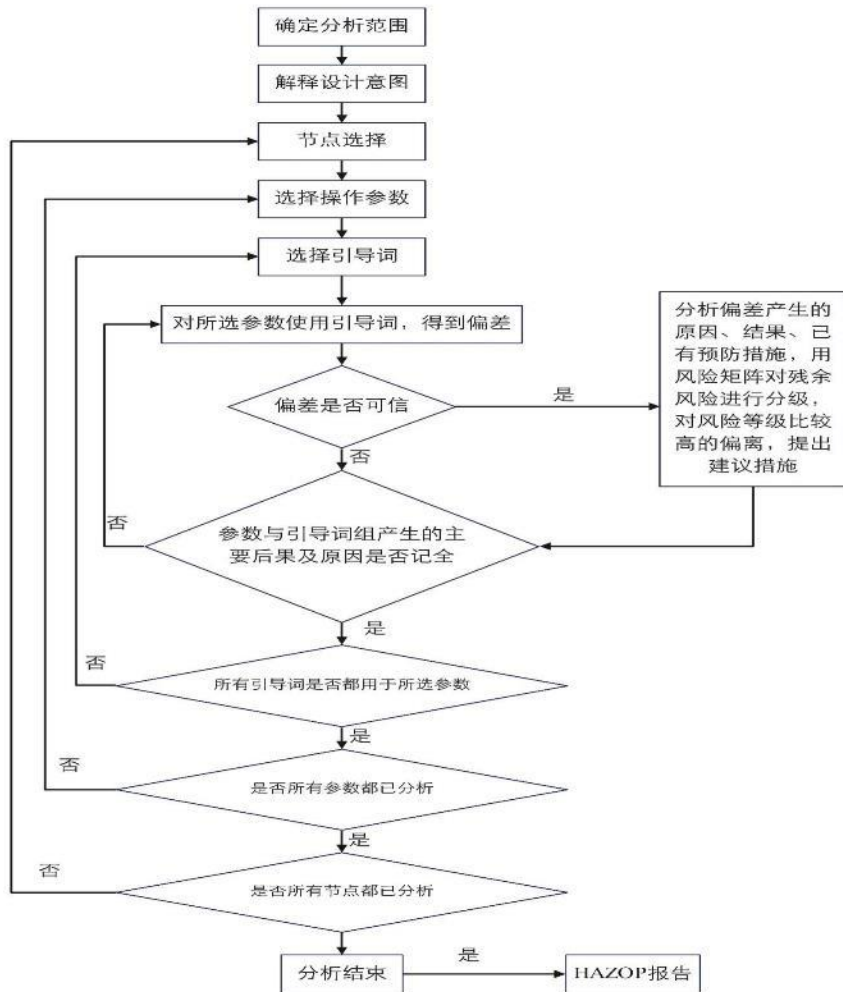 确定分析范围
解释设计意图
节点选择
选择操作参数
选择引导词
对所选参数使用引导词，得到偏差
分析偏差产生的
原因、结果、已
有预防措施，用
风险矩阵对残余
风险进行分级，
对风险等级比较
高的偏离，提出
建议措施
偏差是否可信
是
否
参数与引导词组产生的主
要后果及原因是否记全
否
是
所有引导词是否都用于所选参数
否
是
是否所有参数都已分析
否
是
是否所有节点都已分析
否
分析结束
是
HAZOP报告